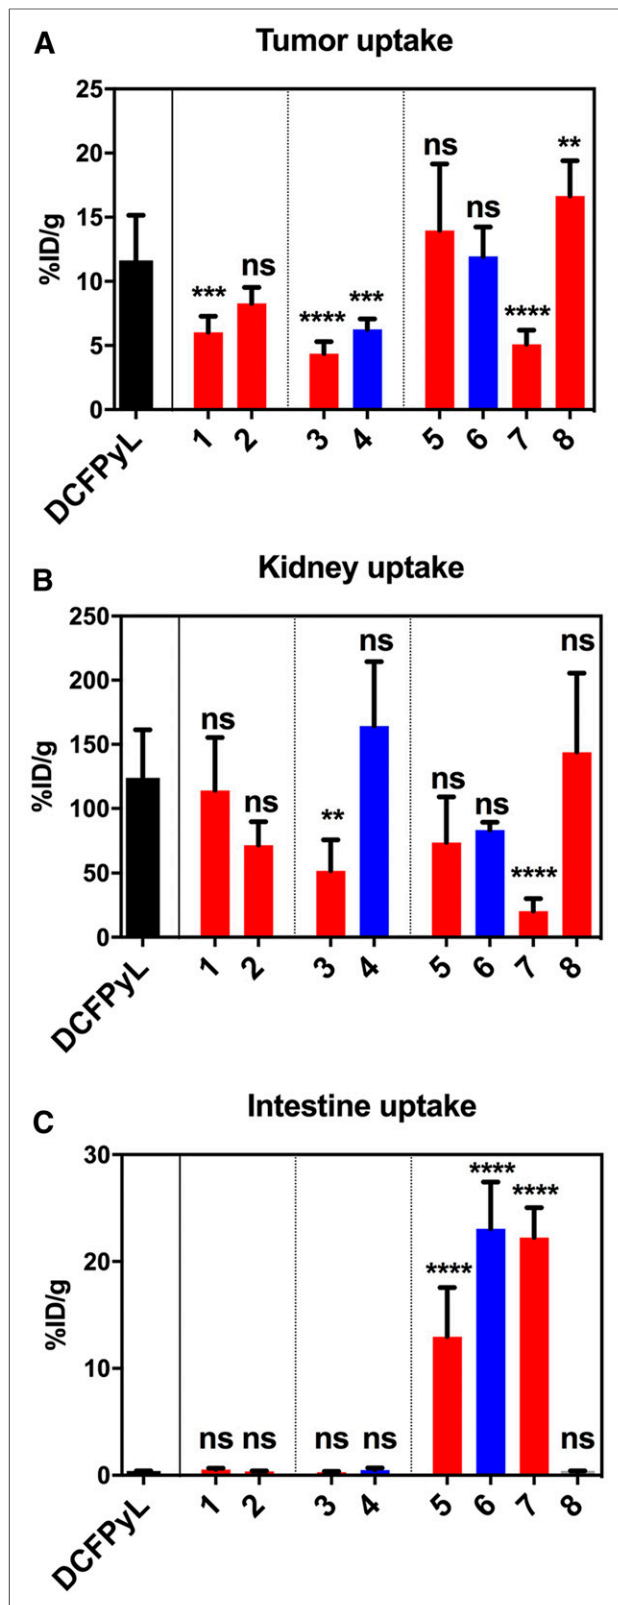 A
Tumor uptake
25
20
15
10
5
0
%ID/g
***
ns
****
***
ns
ns
****
**
DCFPyL
1
2
3
4
5
6
7
8
B
Kidney uptake
250
200
150
100
50
0
%ID/g
ns
ns
**
ns
ns
ns
****
ns
DCFPyL
1
2
3
4
5
6
7
8
C
Intestine uptake
30
20
10
0
%ID/g
ns
ns
ns
ns
****
****
****
ns
DCFPyL
1
2
3
4
5
6
7
8